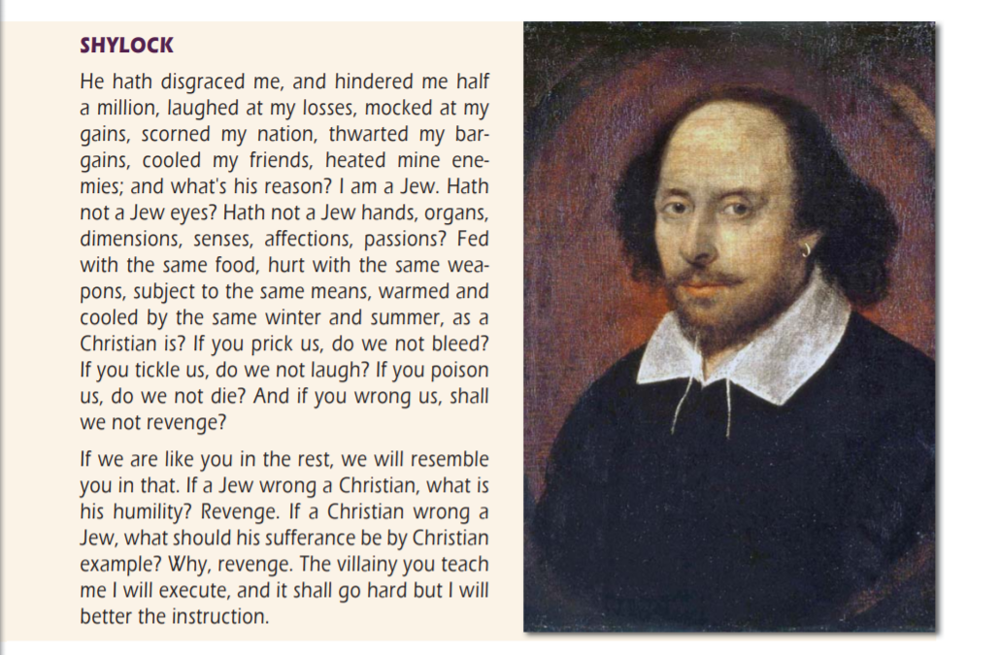 SHYLOCK
He hath disgraced me, and hindered me half
a million, laughed at my losses, mocked at my
gains, scorned my nation, thwarted my bar-
gains, cooled my friends, heated mine ene-
mies; and what's his reason? I am a Jew. Hath
not a Jew eyes? Hath not a Jew hands, organs,
dimensions, senses, affections, passions? Fed
with the same food, hurt with the same wea-
pons, subject to the same means, warmed and
cooled by the same winter and summer, as a
Christian is? If you prick us, do we not bleed?
If you tickle us, do we not laugh? If you poison
us, do we not die? And if you wrong us, shall
we not revenge?
If we are like you in the rest, we will resemble
you in that. If a Jew wrong a Christian, what is
his humility? Revenge. If a Christian wrong a
Jew, what should his sufferance be by Christian
example? Why, revenge. The villainy you teach
me I will execute, and it shall go hard but I will
better the instruction.